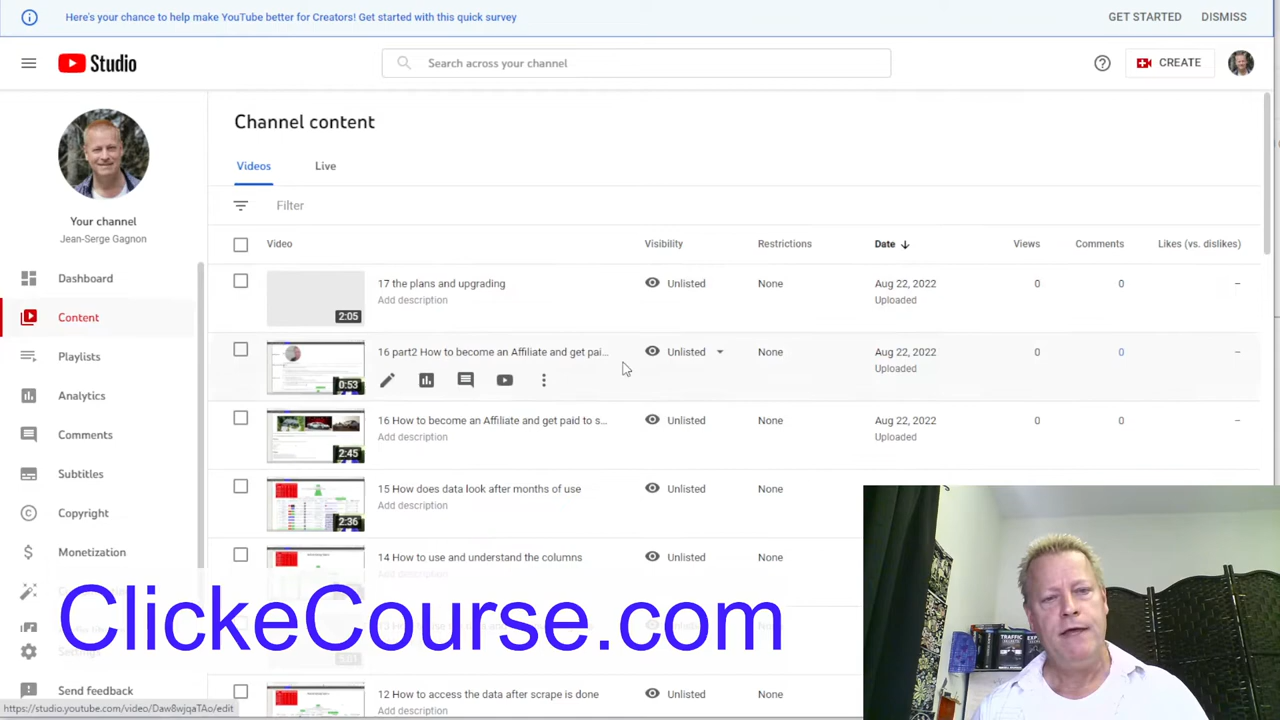 Here's your chance to help make YouTube better for Creators! Get started with this quick survey GET STARTED DISMISS
Studio Search across your channel CREATE
Your channel
Jean-Serge Gagnon
Dashboard
Content
Playlists
Analytics
Comments
Subtitles
Copyright
Monetization
Settings
Send feedback
Channel content
Videos Live
Filter
Video Visibility Restrictions Date Views Comments Likes (vs. dislikes)
17 the plans and upgrading Unlisted None Aug 22, 2022 0 0 –
Add description Uploaded
2:05
16 part2 How to become an Affiliate and get pai... Unlisted None Aug 22, 2022 0 0 –
Uploaded
0:53
16 How to become an Affiliate and get paid to s... Unlisted None Aug 22, 2022 0 0 –
Add description Uploaded
2:45
15 How does data look after months of use Unlisted None
Add description
2:36
14 How to use and understand the columns Unlisted None
Add description
12 How to access the data after scrape is done Unlisted None
Add description
ClickeCourse.com
TRAFFIC
SECRETS
https://studio.youtube.com/video/Daw8wjqaTAo/edit